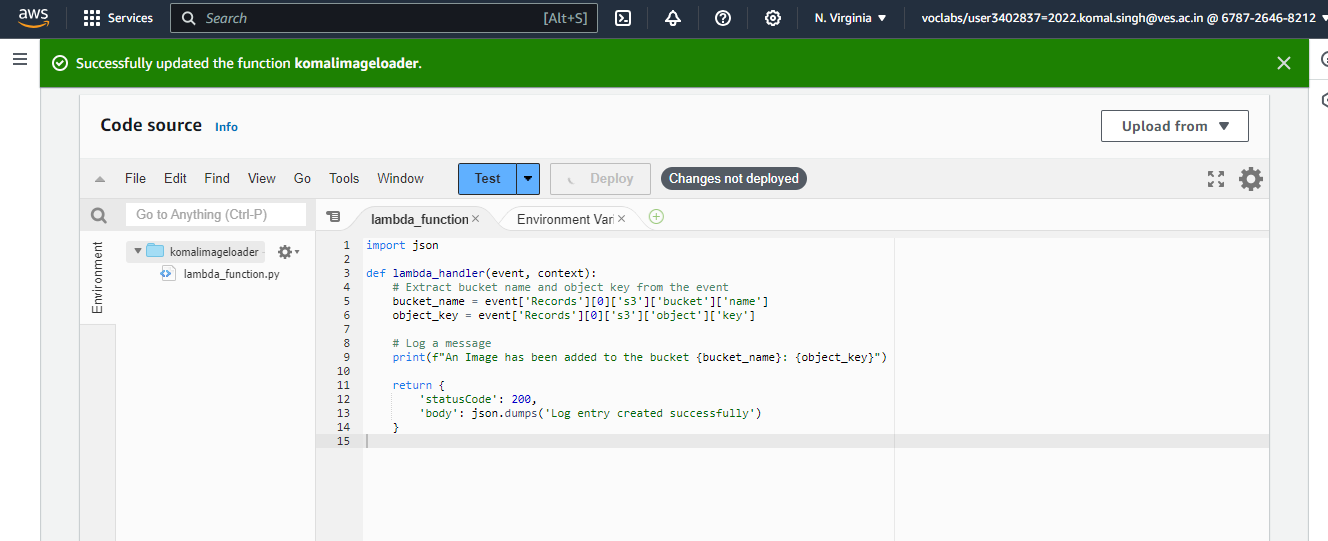 aws Services Search [Alt+S] N. Virginia voclabs/user3402837=2022.komal.singh@ves.ac.in @ 6787-2646-8212
Successfully updated the function komalimageloader.
Code source Info Upload from
File Edit Find View Go Tools Window Test Deploy Changes not deployed
Go to Anything (Ctrl-P) lambda_function Environment Vari
Environment
komalimageloader
lambda_function.py
1 import json
2
3 def lambda_handler(event, context):
4     # Extract bucket name and object key from the event
5     bucket_name = event['Records'][0]['s3']['bucket']['name']
6     object_key = event['Records'][0]['s3']['object']['key']
7
8     # Log a message
9     print(f"An Image has been added to the bucket {bucket_name}: {object_key}")
10
11     return {
12         'statusCode': 200,
13         'body': json.dumps('Log entry created successfully')
14     }
15